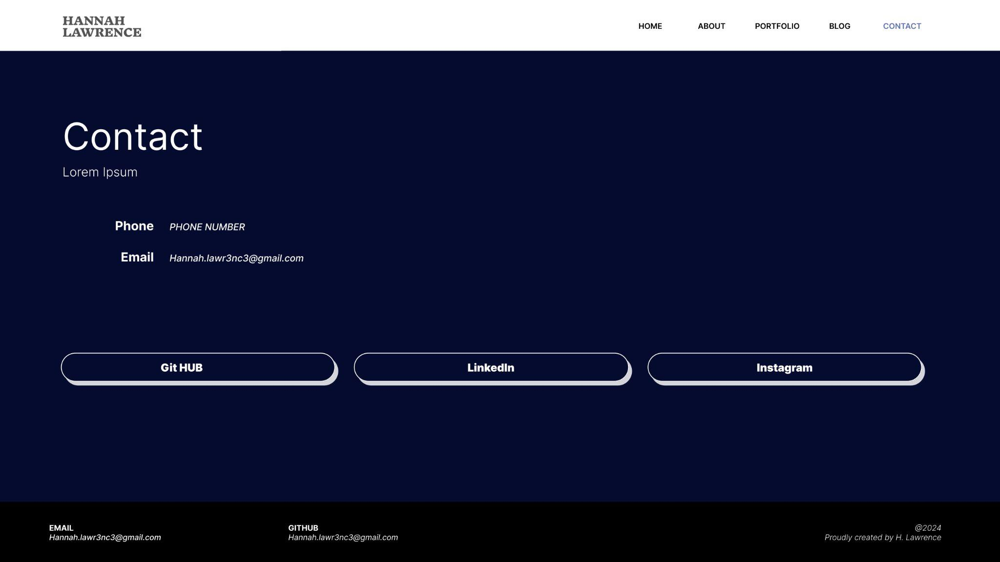 HANNAH
LAWRENCE
HOME ABOUT PORTFOLIO BLOG CONTACT
Contact
Lorem Ipsum
Phone PHONE NUMBER
Email Hannah.lawr3nc3@gmail.com
Git HUB LinkedIn Instagram
EMAIL
Hannah.lawr3nc3@gmail.com
GITHUB
Hannah.lawr3nc3@gmail.com
@2024
Proudly created by H. Lawrence